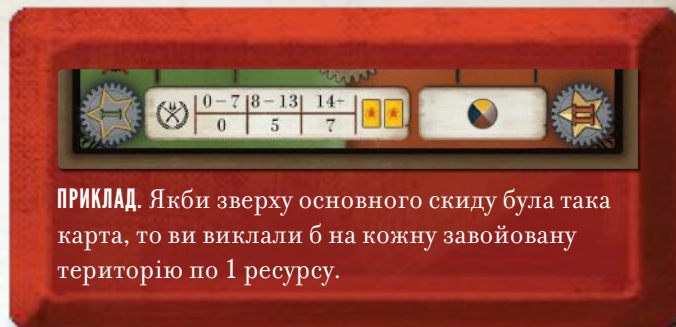 I 0–7 8–13 14+ II
0 5 7
ПРИКЛАД. Якби зверху основного скиду була така
карта, то ви виклали б на кожну завойовану
територію по 1 ресурсу.